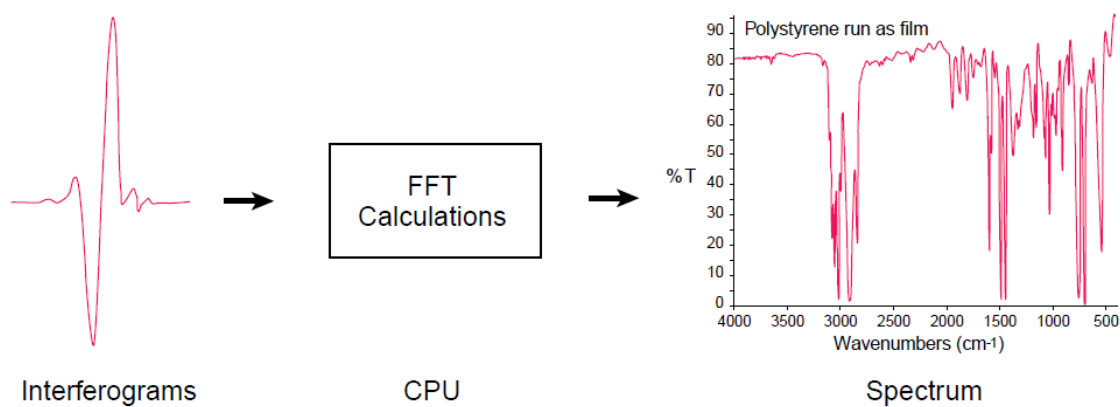 Polystyrene run as film
90
80
70
60
50
40
30
20
10
0
%T
4000 3500 3000 2500 2000 1500 1000 500
Wavenumbers (cm-1)
FFT
Calculations
Interferograms
CPU
Spectrum